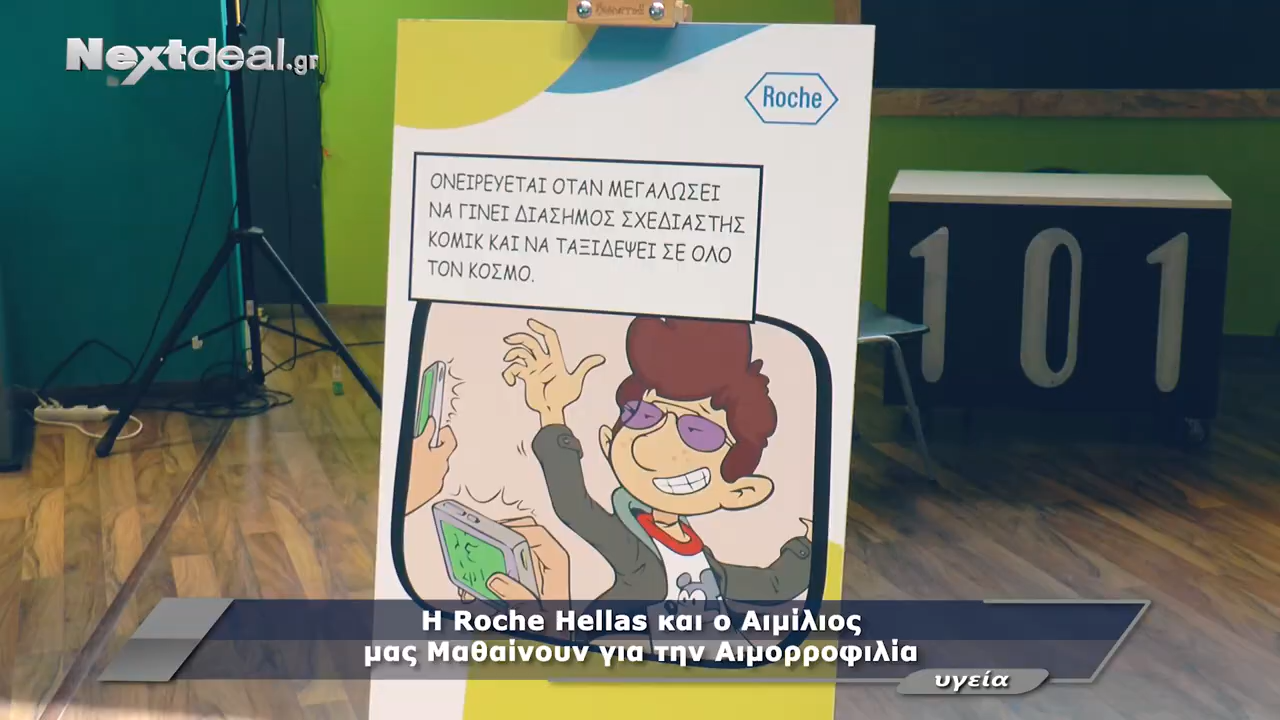 Nextdeal.gr
Roche
ΟΝΕΙΡΕΥΕΤΑΙ ΟΤΑΝ ΜΕΓΑΛΩΣΕΙ
ΝΑ ΓΙΝΕΙ ΔΙΑΣΗΜΟΣ ΣΧΕΔΙΑΣΤΗΣ
ΚΟΜΙΚ ΚΑΙ ΝΑ ΤΑΞΙΔΕΨΕΙ ΣΕ ΟΛΟ
ΤΟΝ ΚΟΣΜΟ.
101
Η Roche Hellas και ο Αιμίλιος
μας Μαθαίνουν για την Αιμορροφιλία
υγεία